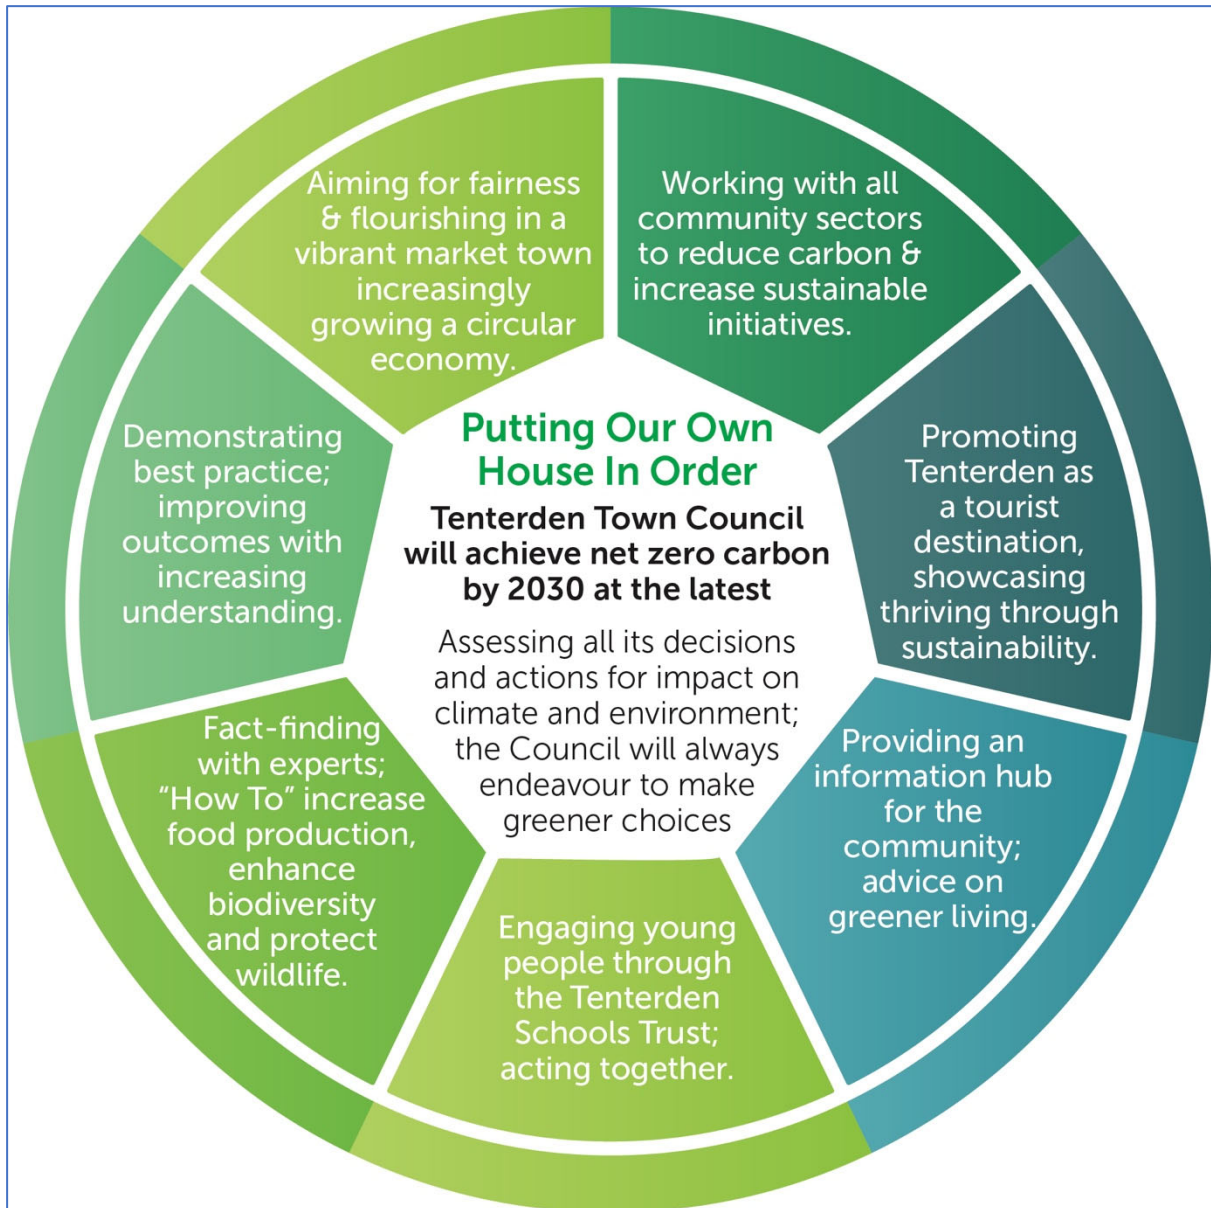 Aiming for fairness
& flourishing in a
vibrant market town
increasingly
growing a circular
economy.
Working with all
community sectors
to reduce carbon &
increase sustainable
initiatives.
Promoting
Tenterden as
a tourist
destination,
showcasing
thriving through
sustainability.
Providing an
information hub
for the
community;
advice on
greener living.
Engaging young
people through
the Tenterden
Schools Trust;
acting together.
Fact-finding
with experts;
“How To” increase
food production,
enhance
biodiversity
and protect
wildlife.
Demonstrating
best practice;
improving
outcomes with
increasing
understanding.
Putting Our Own
House In Order
Tenterden Town Council
will achieve net zero carbon
by 2030 at the latest
Assessing all its decisions
and actions for impact on
climate and environment;
the Council will always
endeavour to make
greener choices